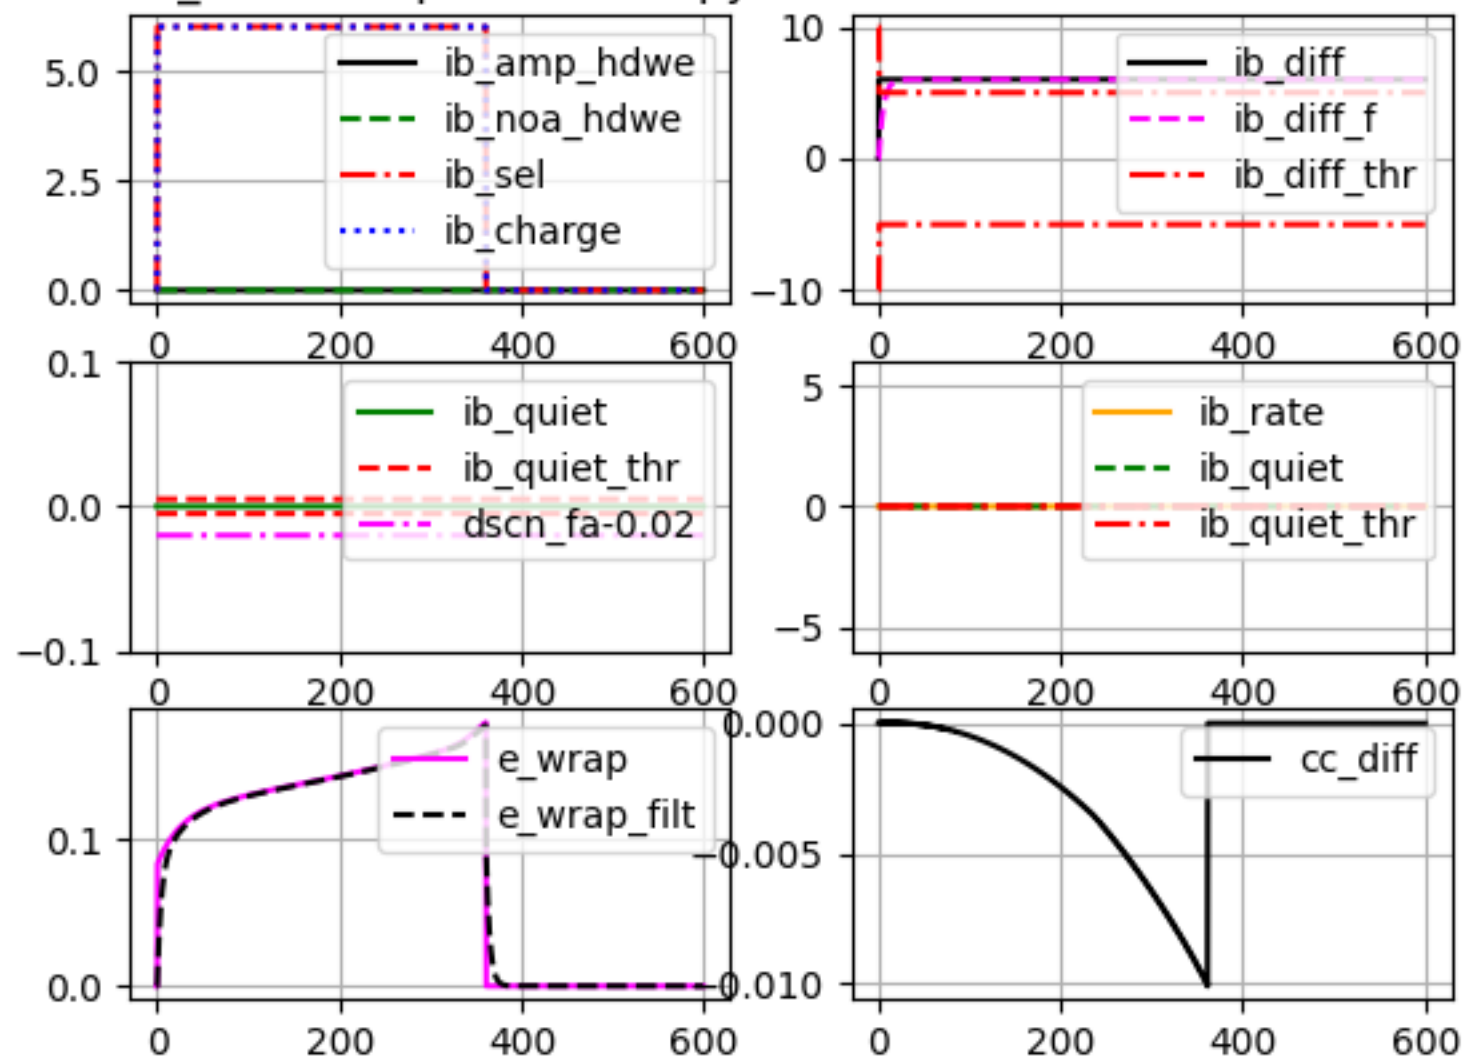 5.0
2.5
0.0
ib_amp_hdwe
ib_noa_hdwe
ib_sel
ib_charge
0 200 400 600
10
0
−10
ib_diff
ib_diff_f
ib_diff_thr
0 200 400 600
0.1
0.0
−0.1
ib_quiet
ib_quiet_thr
dscn_fa-0.02
0 200 400 600
5
0
−5
ib_rate
ib_quiet
ib_quiet_thr
0 200 400 600
0.1
0.0
e_wrap
e_wrap_filt
0 200 400 600
0.000
−0.005
−0.010
cc_diff
0 200 400 600